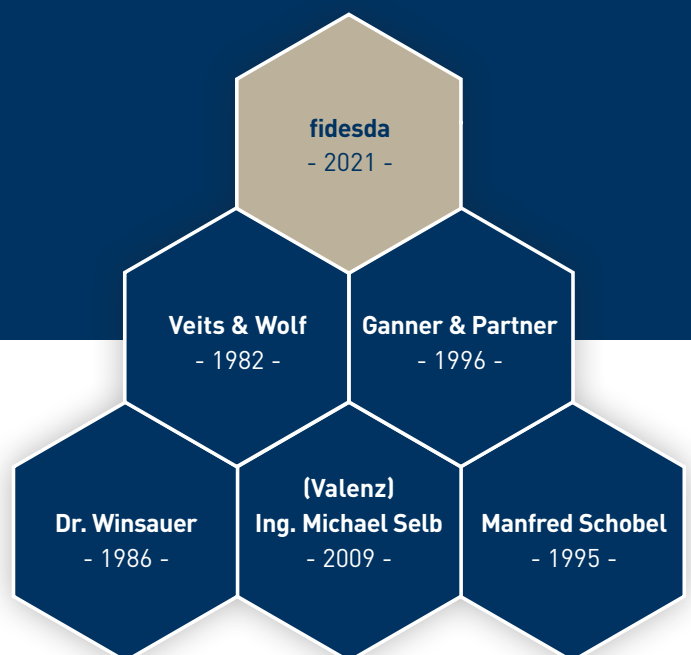 fidesda
- 2021 -
Veits & Wolf
- 1982 -
Ganner & Partner
- 1996 -
Dr. Winsauer
- 1986 -
(Valenz)
Ing. Michael Selb
- 2009 -
Manfred Schobel
- 1995 -